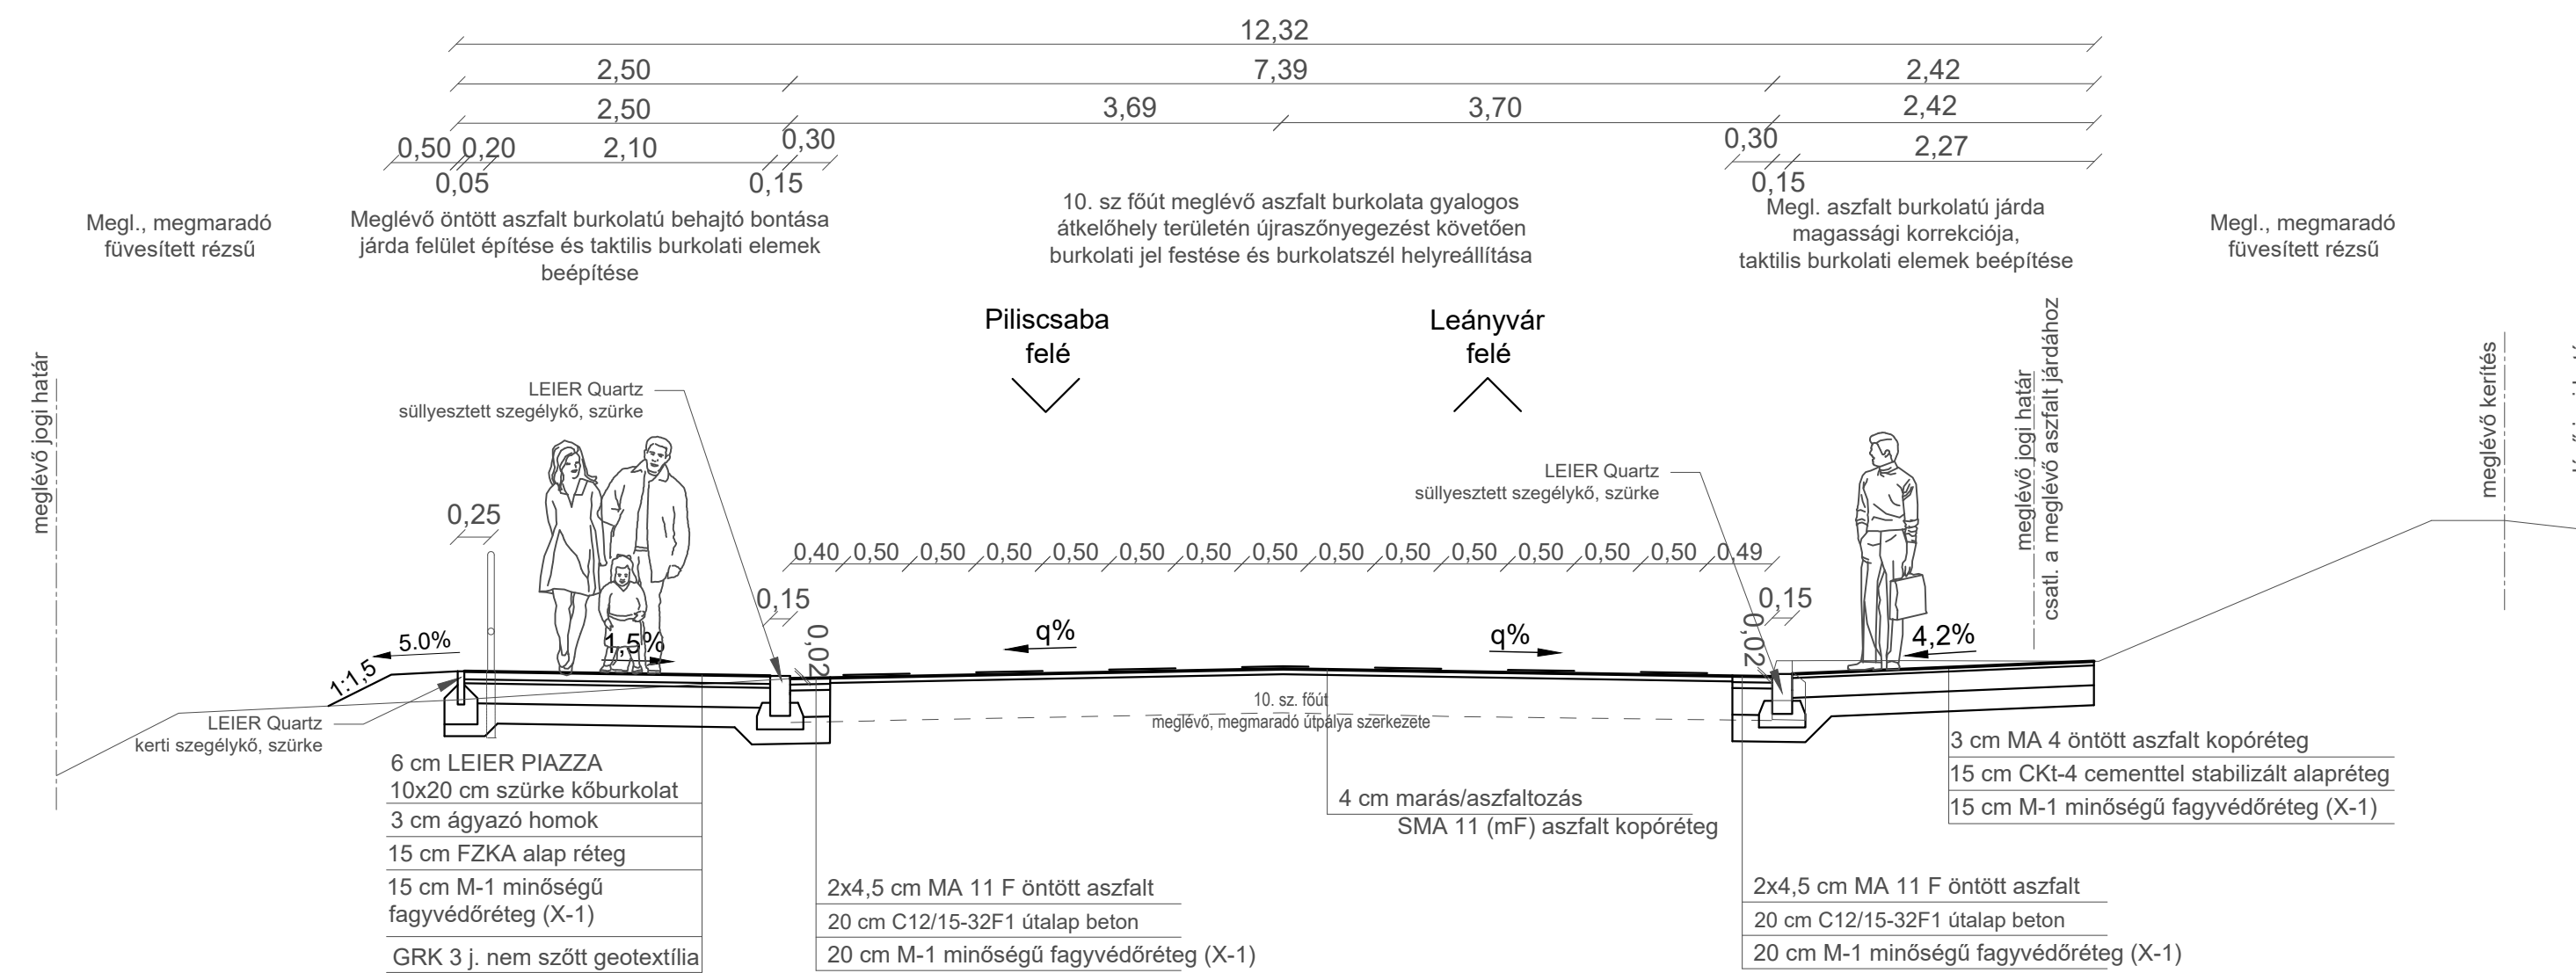 12,32
2,50
7,39
2,42
2,50
3,69
3,70
2,42
0,50
0,20
2,10
0,30
0,30
2,27
0,05
0,15
0,15
Megl., megmaradó
füvesített rézsű
Meglévő öntött aszfalt burkolatú behajtó bontása
járda felület építése és taktilis burkolati elemek
beépítése
10. sz főút meglévő aszfalt burkolata gyalogos
átkelőhely területén újraszőnyegezést követően
burkolati jel festése és burkolatszél helyreállítása
Megl. aszfalt burkolatú járda
magassági korrekciója,
taktilis burkolati elemek beépítése
Megl., megmaradó
füvesített rézsű
Piliscsaba
felé
Leányvár
felé
meglévő jogi határ
LEIER Quartz
süllyesztett szegélykő, szürke
LEIER Quartz
süllyesztett szegélykő, szürke
meglévő jogi határ
csatl. a meglévő aszfalt járdához
meglévő kerítés
0,25
0,40
0,50
0,50
0,50
0,50
0,50
0,50
0,50
0,50
0,50
0,50
0,50
0,50
0,50
0,49
0,15
0,02
0,15
0,02
1:1,5
5.0%
1,5%
q%
q%
4,2%
LEIER Quartz
kerti szegélykő, szürke
10. sz. főút
meglévő, megmaradó útpálya szerkezete
6 cm LEIER PIAZZA
10x20 cm szürke kőburkolat
3 cm ágyazó homok
15 cm FZKA alap réteg
15 cm M-1 minőségű
fagyvédőréteg (X-1)
GRK 3 j. nem szőtt geotextília
2x4,5 cm MA 11 F öntött aszfalt
20 cm C12/15-32F1 útalap beton
20 cm M-1 minőségű fagyvédőréteg (X-1)
4 cm marás/aszfaltozás
SMA 11 (mF) aszfalt kopóréteg
3 cm MA 4 öntött aszfalt kopóréteg
15 cm CKt-4 cementtel stabilizált alapréteg
15 cm M-1 minőségű fagyvédőréteg (X-1)
2x4,5 cm MA 11 F öntött aszfalt
20 cm C12/15-32F1 útalap beton
20 cm M-1 minőségű fagyvédőréteg (X-1)